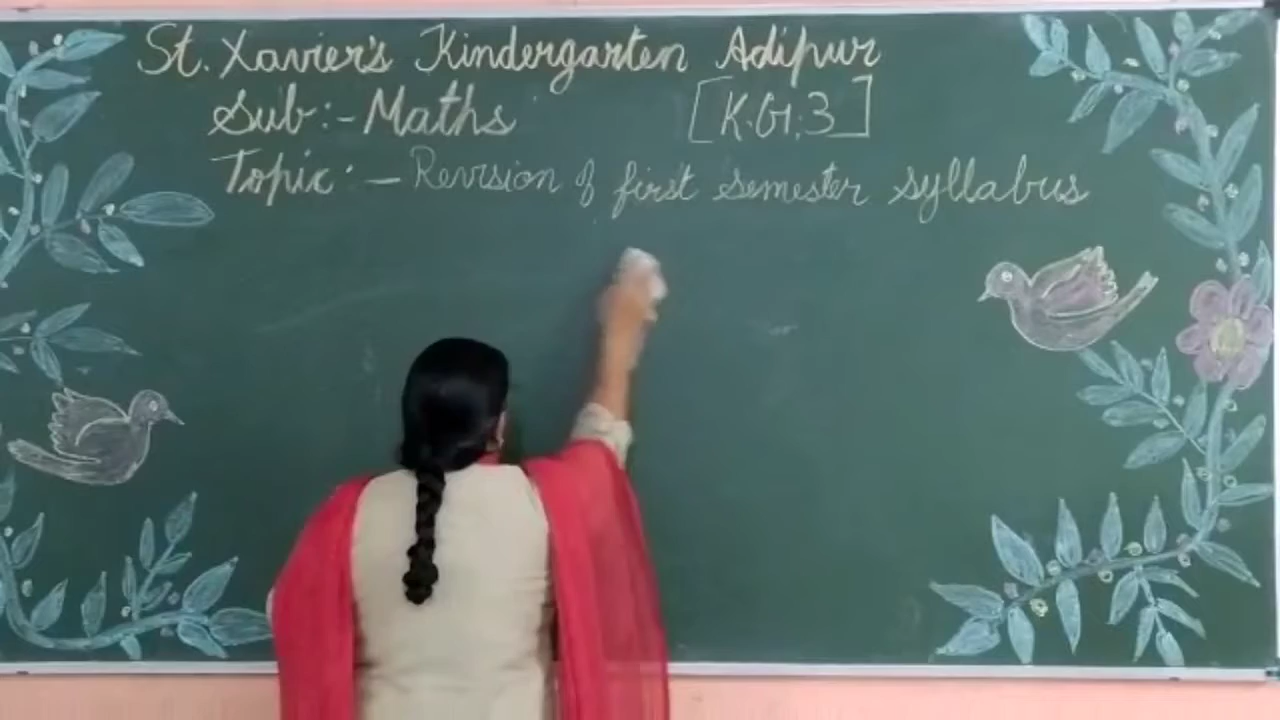 St. Xavier's Kindergarten Adipur
Sub:- Maths [K.G.3]
Topic:- Revision of first semester syllabus